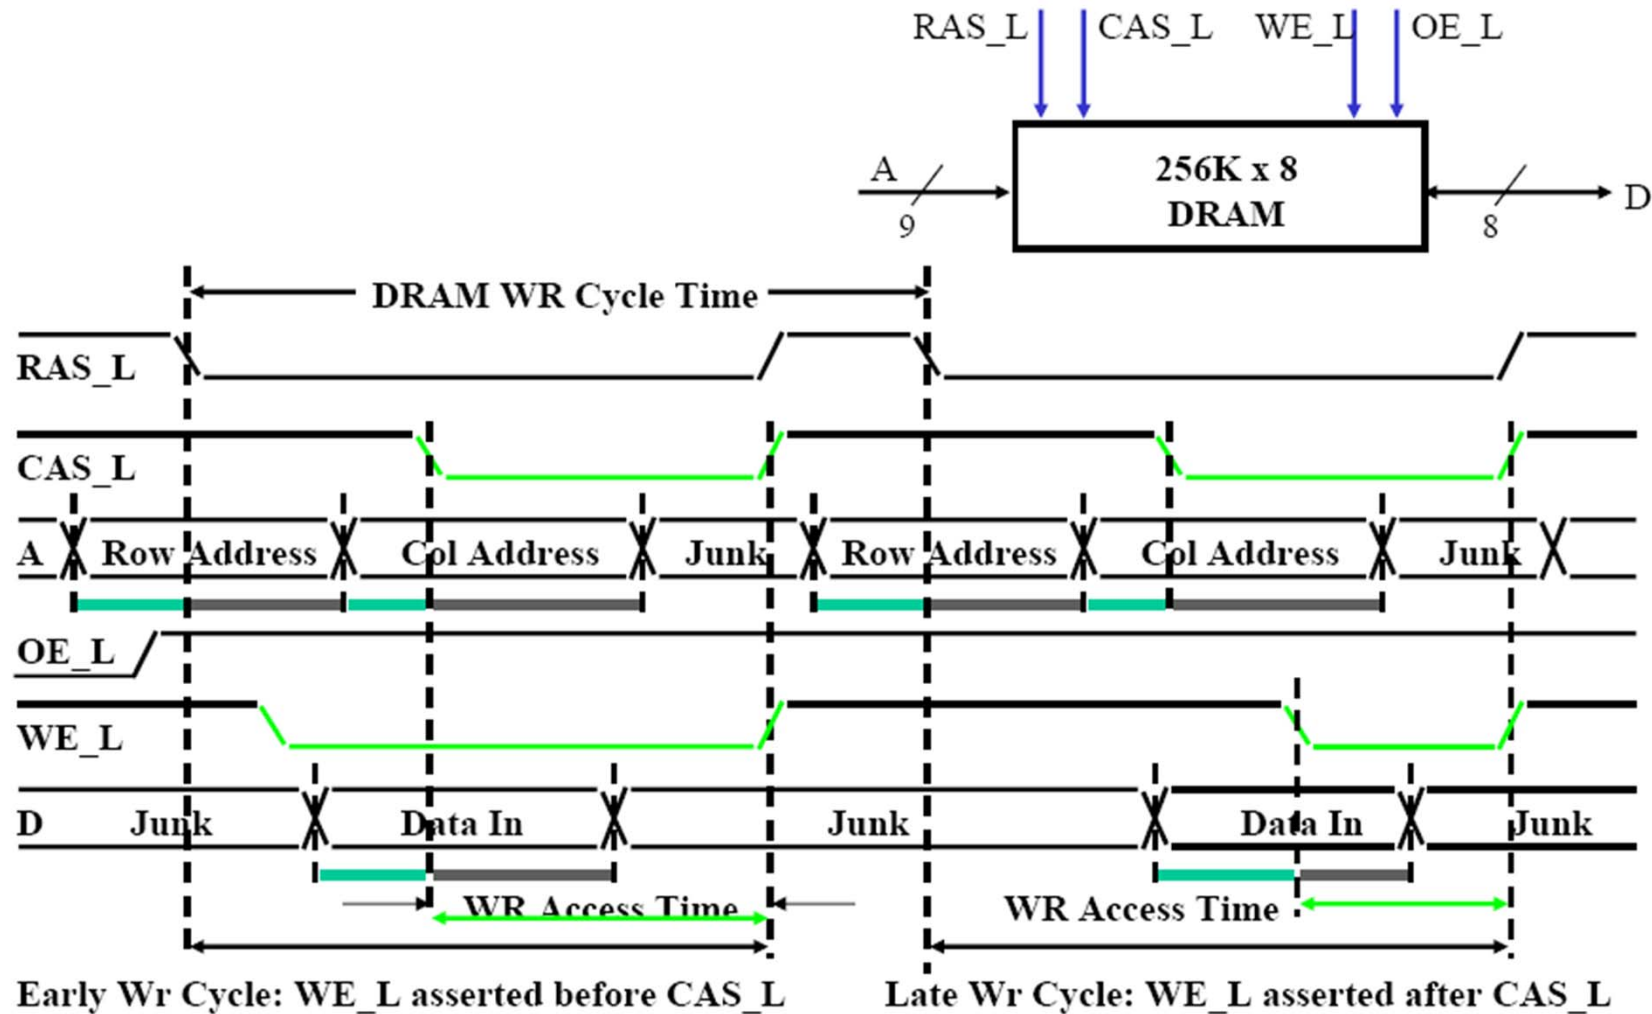 RAS_L CAS_L WE_L OE_L
A
9
256K x 8
DRAM
8
D
DRAM WR Cycle Time
RAS_L
CAS_L
A Row Address Col Address Junk Row Address Col Address Junk
OE_L
WE_L
D Junk Data In Junk Data In Junk
WR Access Time WR Access Time
Early Wr Cycle: WE_L asserted before CAS_L Late Wr Cycle: WE_L asserted after CAS_L